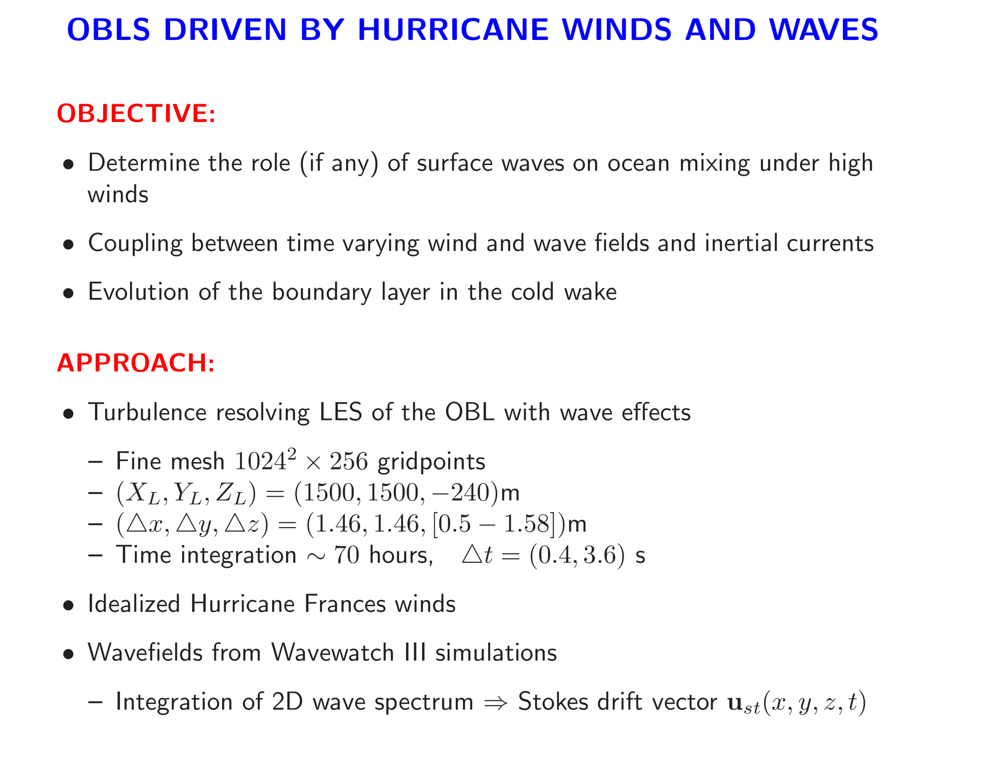 OBLS DRIVEN BY HURRICANE WINDS AND WAVES
OBJECTIVE:
• Determine the role (if any) of surface waves on ocean mixing under high
winds
• Coupling between time varying wind and wave fields and inertial currents
• Evolution of the boundary layer in the cold wake
APPROACH:
• Turbulence resolving LES of the OBL with wave effects
– Fine mesh $1024^2 \times 256$ gridpoints
– $(X_L, Y_L, Z_L) = (1500, 1500, -240)$m
– $(\triangle x, \triangle y, \triangle z) = (1.46, 1.46, [0.5 - 1.58])$m
– Time integration $\sim 70$ hours, $\triangle t = (0.4, 3.6)$ s
• Idealized Hurricane Frances winds
• Wavefields from Wavewatch III simulations
– Integration of 2D wave spectrum $\Longrightarrow$ Stokes drift vector $\mathbf{u}_{st}(x, y, z, t)$